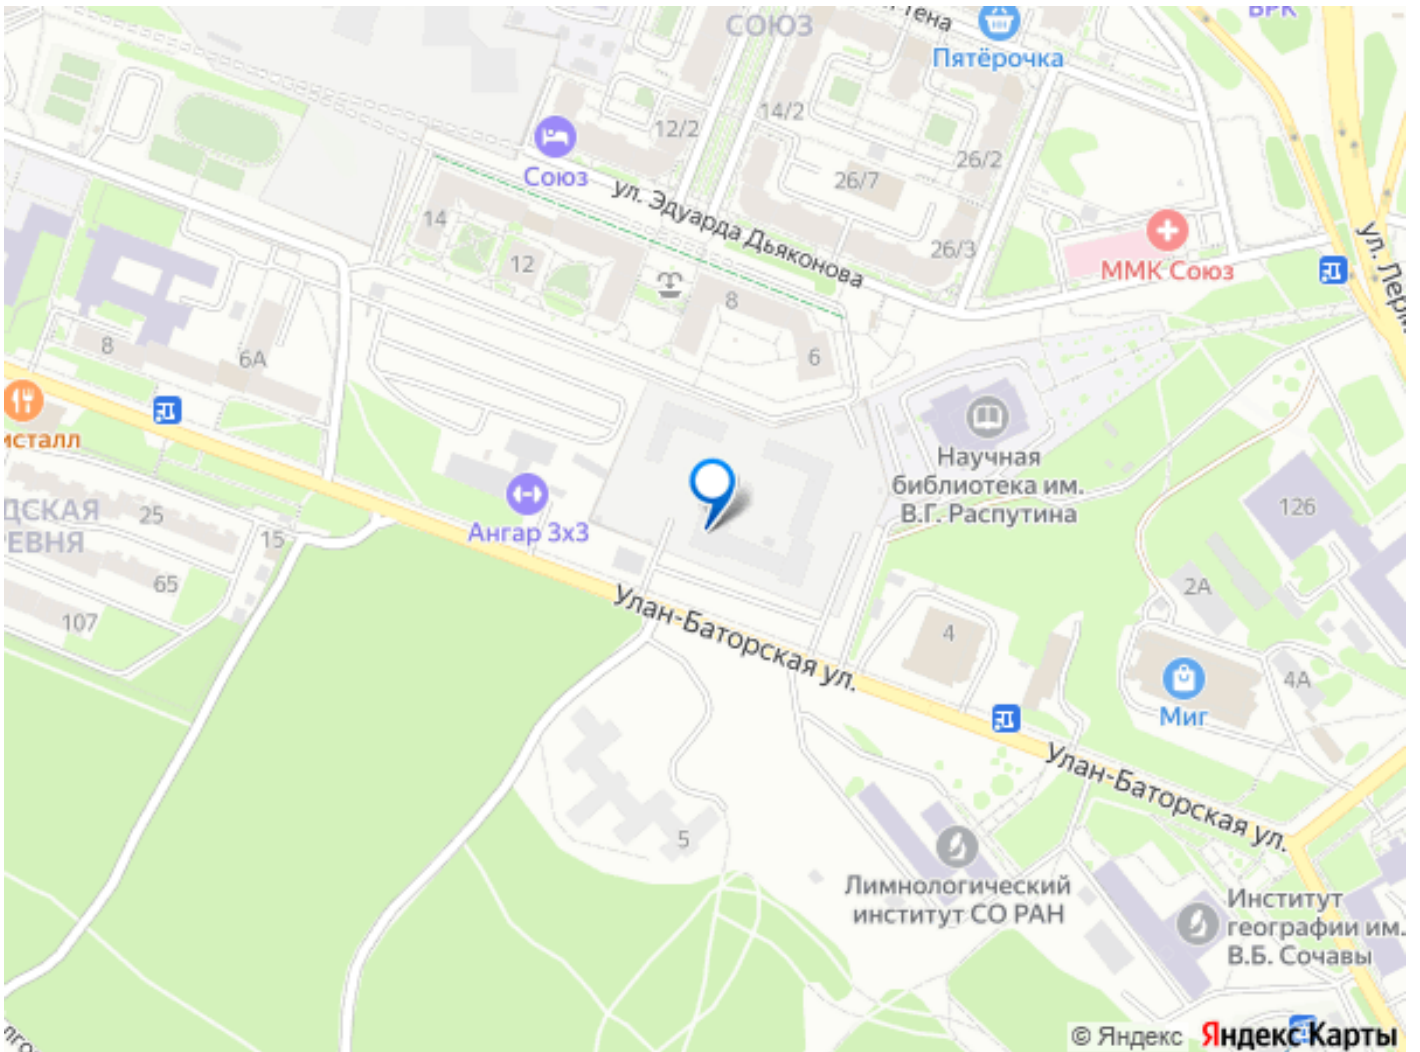 СОЮЗ
Пятёрочка
14/2
12/2
26/2
Союз
ул. Эдуарда Дьяконова
26/7
14
26/3
ММК Союз
12
8
8
6А
6
исталл
Научная
библиотека им.
В.Г. Распутина
Ангар 3х3
25
15
65
107
126
2А
Улан-Баторская ул.
4
4А
Миг
Улан-Баторская ул.
5
Лимнологический
институт СО РАН
Институт
географии им.
В.Б. Сочавы
© Яндекс Яндекс Карты